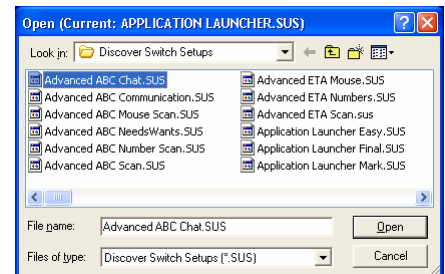 Open (Current: APPLICATION LAUNCHER.SUS)
Look in: Discover Switch Setups
Advanced ABC Chat.SUS
Advanced ABC Communication.SUS
Advanced ABC Mouse Scan.SUS
Advanced ABC NeedsWants.SUS
Advanced ABC Number Scan.SUS
Advanced ABC Scan.SUS
Advanced ETA Mouse.SUS
Advanced ETA Numbers.SUS
Advanced ETA Scan.sus
Application Launcher Easy.SUS
Application Launcher Final.SUS
Application Launcher Mark.SUS
File name: Advanced ABC Chat.SUS Open
Files of type: Discover Switch Setups (*.SUS) Cancel